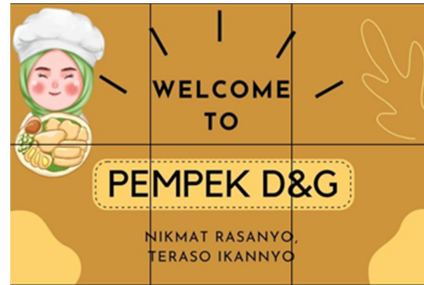 WELCOME
TO
PEMPEK D&G
NIKMAT RASANYO,
TERASO IKANNYO